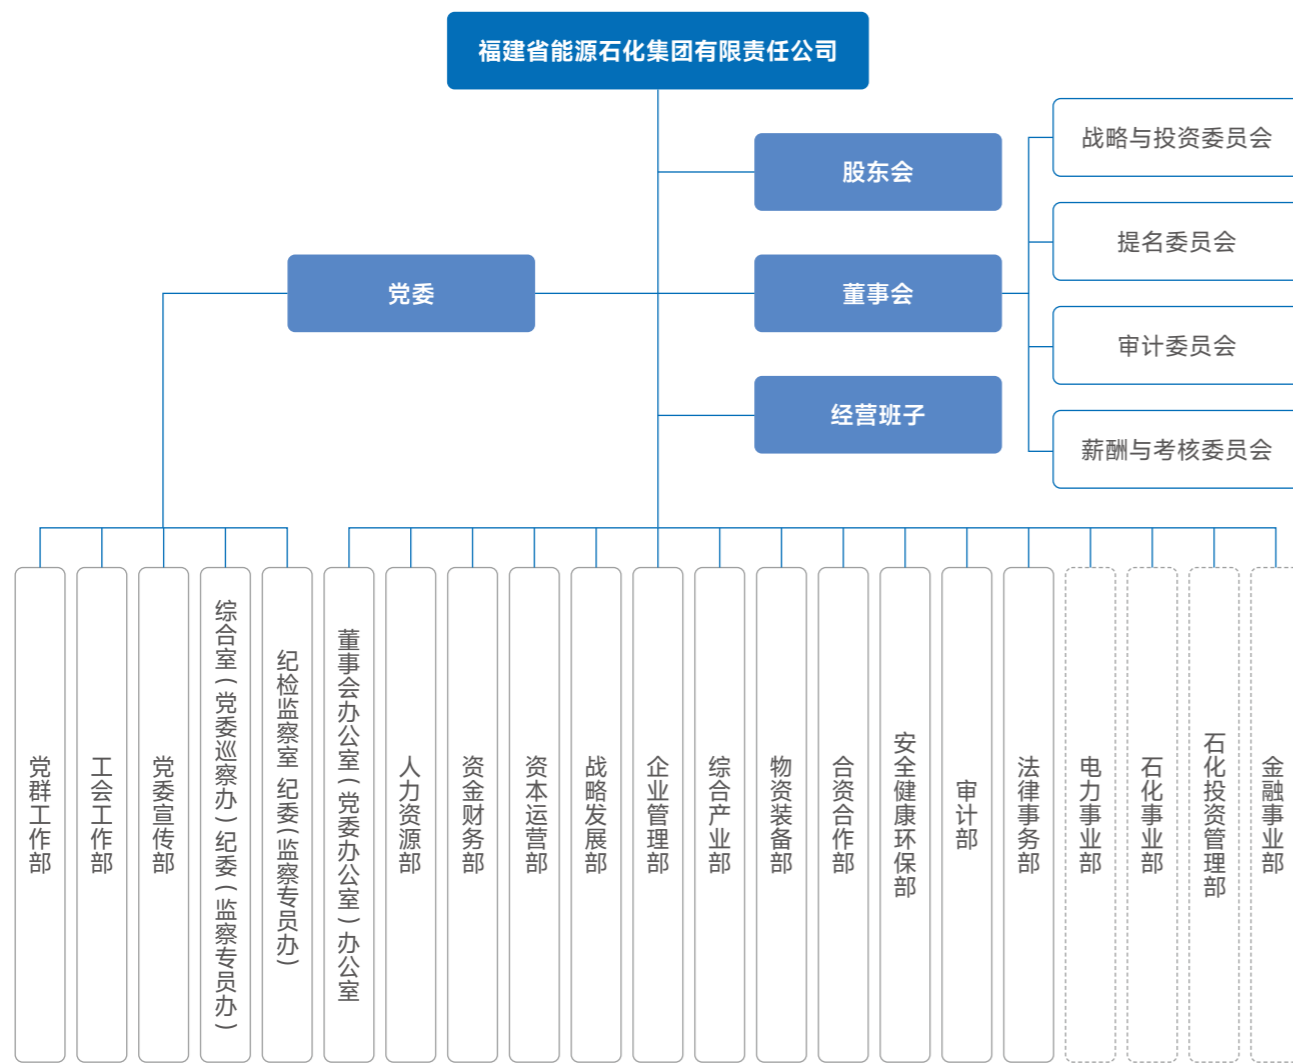 福建省能源石化集团有限责任公司
股东会
党委
董事会
经营班子
战略与投资委员会
提名委员会
审计委员会
薪酬与考核委员会
党群工作部
工会工作部
党委宣传部
综合室(党委巡察办)纪委(监察专员办)
纪检监察室 纪委(监察专员办)
董事会办公室(党委办公室)办公室
人力资源部
资金财务部
资本运营部
战略发展部
企业管理部
综合产业部
物资装备部
合资合作部
安全健康环保部
审计部
法律事务部
电力事业部
石化事业部
石化投资管理部
金融事业部